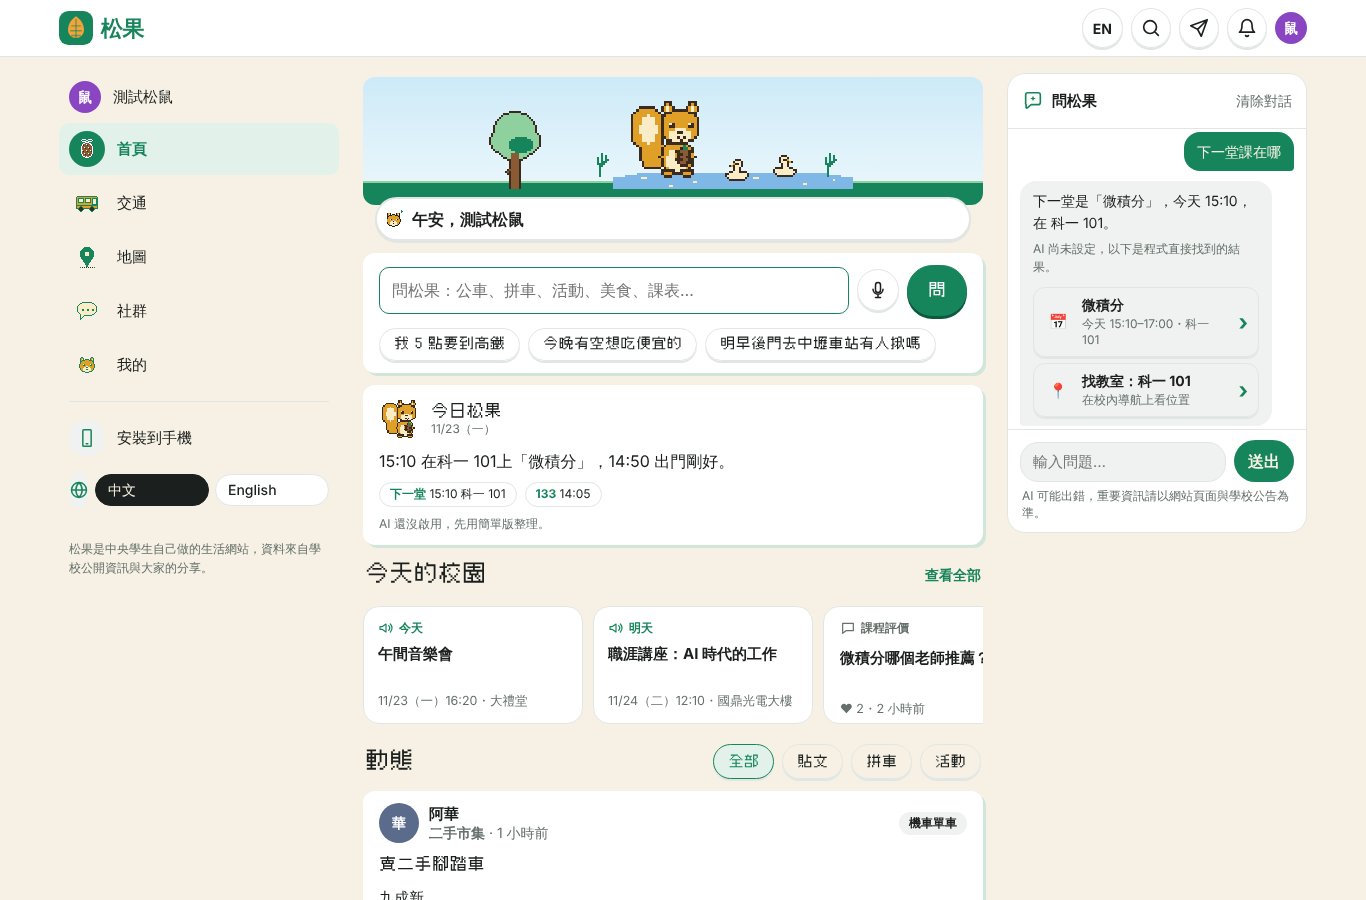 松果
EN
鼠
鼠
測試松鼠
首頁
交通
地圖
社群
我的
安裝到手機
中文
English
松果是中央學生自己做的生活網站，資料來自學
校公開資訊與大家的分享。
午安，測試松鼠
問松果：公車、拼車、活動、美食、課表...
問
我 5 點要到高鐵
今晚有空想吃便宜的
明早後門去中壢車站有人揪嗎
今日松果
11/23（一）
15:10 在科一 101上「微積分」，14:50 出門剛好。
下一堂 15:10 科一 101
133 14:05
AI 還沒啟用，先用簡單版整理。
今天的校園
查看全部
今天
午間音樂會
11/23（一）16:20・大禮堂
明天
職涯講座：AI 時代的工作
11/24（二）12:10・國鼎光電大樓
課程評價
微積分哪個老師推薦？
2・2 小時前
動態
全部
貼文
拼車
活動
華
阿華
二手市集 · 1 小時前
機車單車
賣二手腳踏車
九成新
問松果
清除對話
下一堂課在哪
下一堂是「微積分」，今天 15:10，
在 科一 101。
AI 尚未設定，以下是程式直接找到的結
果。
微積分
今天 15:10–17:00・科一
101
找教室：科一 101
在校內導航上看位置
輸入問題...
送出
AI 可能出錯，重要資訊請以網站頁面與學校公告為
準。